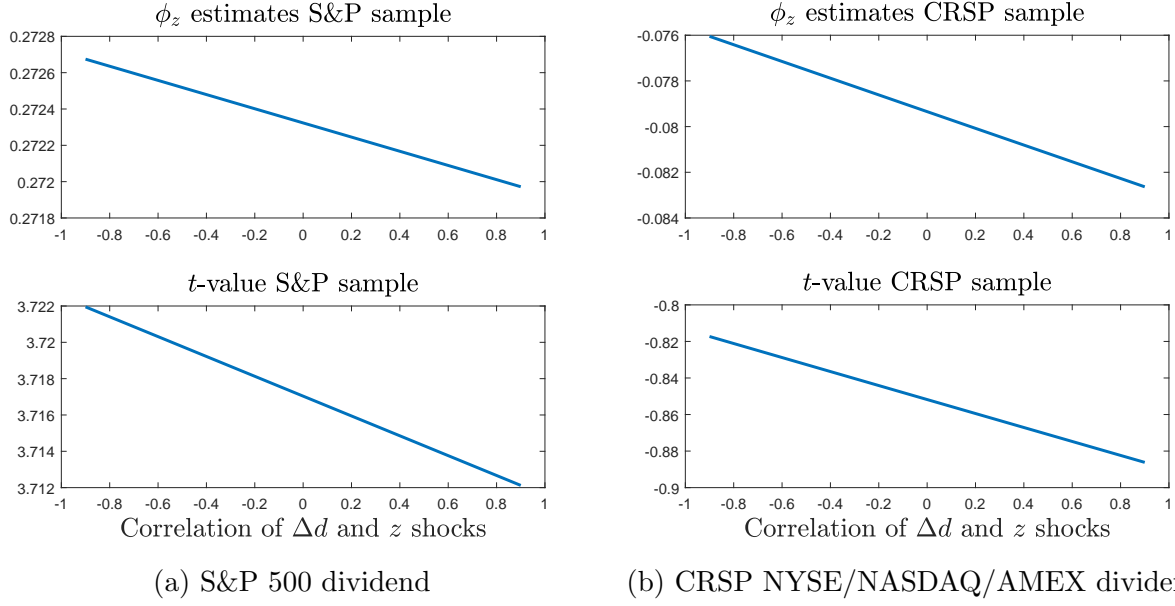 $\phi_z$ estimates S&P sample
0.2728
0.2726
0.2724
0.2722
0.272
0.2718
-1 -0.8 -0.6 -0.4 -0.2 0 0.2 0.4 0.6 0.8 1
t-value S&P sample
3.722
3.72
3.718
3.716
3.714
3.712
-1 -0.8 -0.6 -0.4 -0.2 0 0.2 0.4 0.6 0.8 1
Correlation of Δd and z shocks
(a) S&P 500 dividend
$\phi_z$ estimates CRSP sample
-0.076
-0.078
-0.08
-0.082
-0.084
-1 -0.8 -0.6 -0.4 -0.2 0 0.2 0.4 0.6 0.8 1
t-value CRSP sample
-0.8
-0.82
-0.84
-0.86
-0.88
-0.9
-1 -0.8 -0.6 -0.4 -0.2 0 0.2 0.4 0.6 0.8 1
Correlation of Δd and z shocks
(b) CRSP NYSE/NASDAQ/AMEX divide